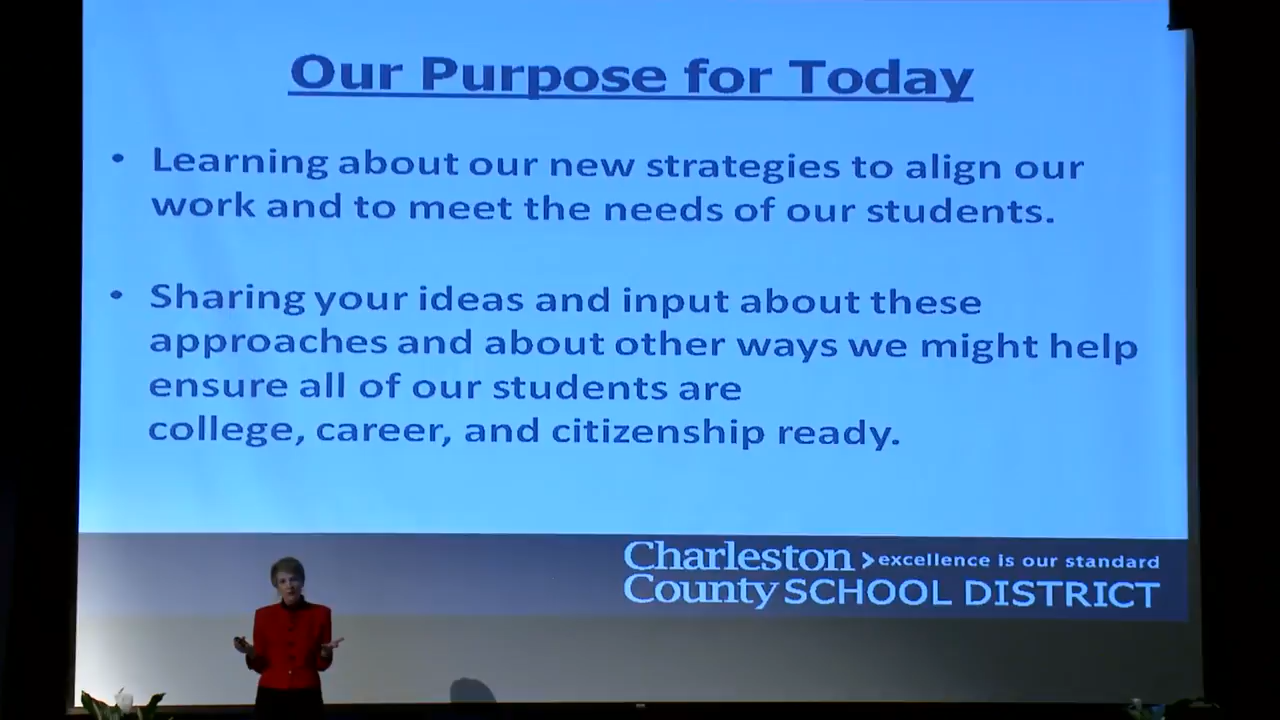 Our Purpose for Today
• Learning about our new strategies to align our
work and to meet the needs of our students.
• Sharing your ideas and input about these
approaches and about other ways we might help
ensure all of our students are
college, career, and citizenship ready.
Charleston > excellence is our standard
County SCHOOL DISTRICT